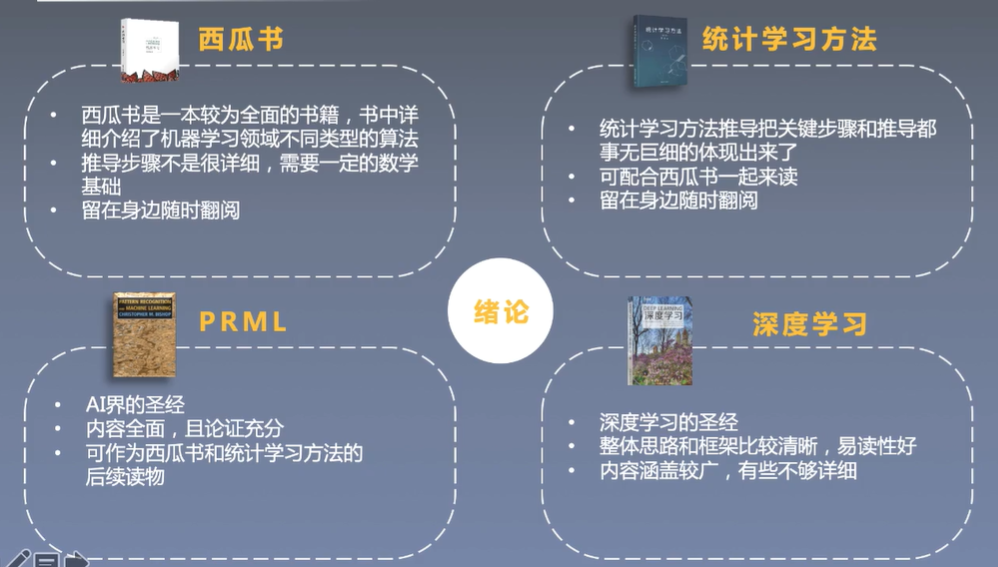 西瓜书
• 西瓜书是一本较为全面的书籍，书中详
细介绍了机器学习领域不同类型的算法
• 推导步骤不是很详细，需要一定的数学
基础
• 留在身边随时翻阅
统计学习方法
统计学习方法
• 统计学习方法推导把关键步骤和推导都
事无巨细的体现出来了
• 可配合西瓜书一起来读
• 留在身边随时翻阅
绪论
PATTERN RECOGNITION
AND MACHINE LEARNING
CHRISTOPHER M. BISHOP
PRML
• AI界的圣经
• 内容全面，且论证充分
• 可作为西瓜书和统计学习方法的
后续读物
DEEP LEARNING
深度学习
深度学习
• 深度学习的圣经
• 整体思路和框架比较清晰，易读性好
• 内容涵盖较广，有些不够详细